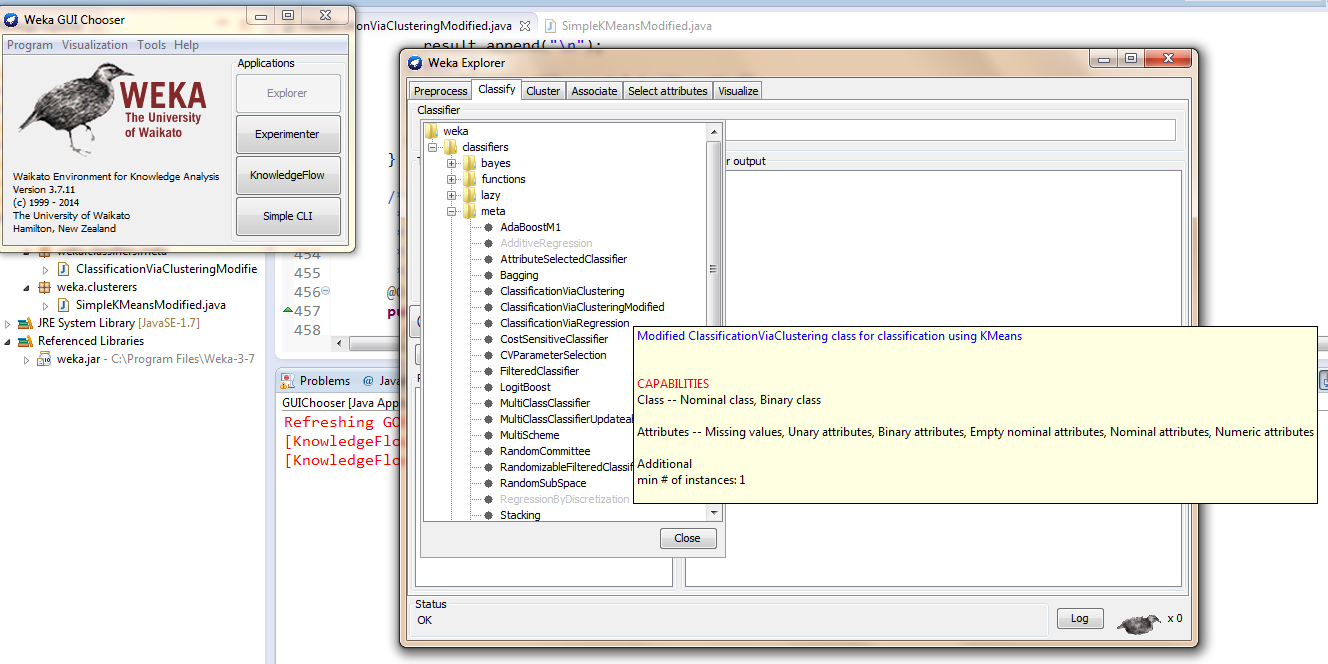 Weka GUI Chooser
Program Visualization Tools Help
WEKA
The University
of Waikato
Waikato Environment for Knowledge Analysis
Version 3.7.11
(c) 1999 - 2014
The University of Waikato
Hamilton, New Zealand
Applications
Explorer
Experimenter
KnowledgeFlow
Simple CLI
onViaClusteringModified.java
SimpleKMeansModified.java
result.append("\n");
}
/*
454
455
456
457
458
@O
pu
ClassificationViaClusteringModifie
weka.clusterers
SimpleKMeansModified.java
JRE System Library [JavaSE-1.7]
Referenced Libraries
weka.jar - C:\Program Files\Weka-3-7
Problems @ Java
GUIChooser [Java App
Refreshing GO
[KnowledgeFlo
[KnowledgeFlo
Weka Explorer
Preprocess Classify Cluster Associate Select attributes Visualize
Classifier
r output
weka
classifiers
bayes
functions
lazy
meta
AdaBoostM1
AdditiveRegression
AttributeSelectedClassifier
Bagging
ClassificationViaClustering
ClassificationViaClusteringModified
ClassificationViaRegression
CostSensitiveClassifier
CVParameterSelection
FilteredClassifier
LogitBoost
MultiClassClassifier
MultiClassClassifierUpdateal
MultiScheme
RandomCommittee
RandomizableFilteredClassif
RandomSubSpace
RegressionByDiscretization
Stacking
Close
Modified ClassificationViaClustering class for classification using KMeans
CAPABILITIES
Class -- Nominal class, Binary class
Attributes -- Missing values, Unary attributes, Binary attributes, Empty nominal attributes, Nominal attributes, Numeric attributes
Additional
min # of instances: 1
Status
OK
Log
x 0